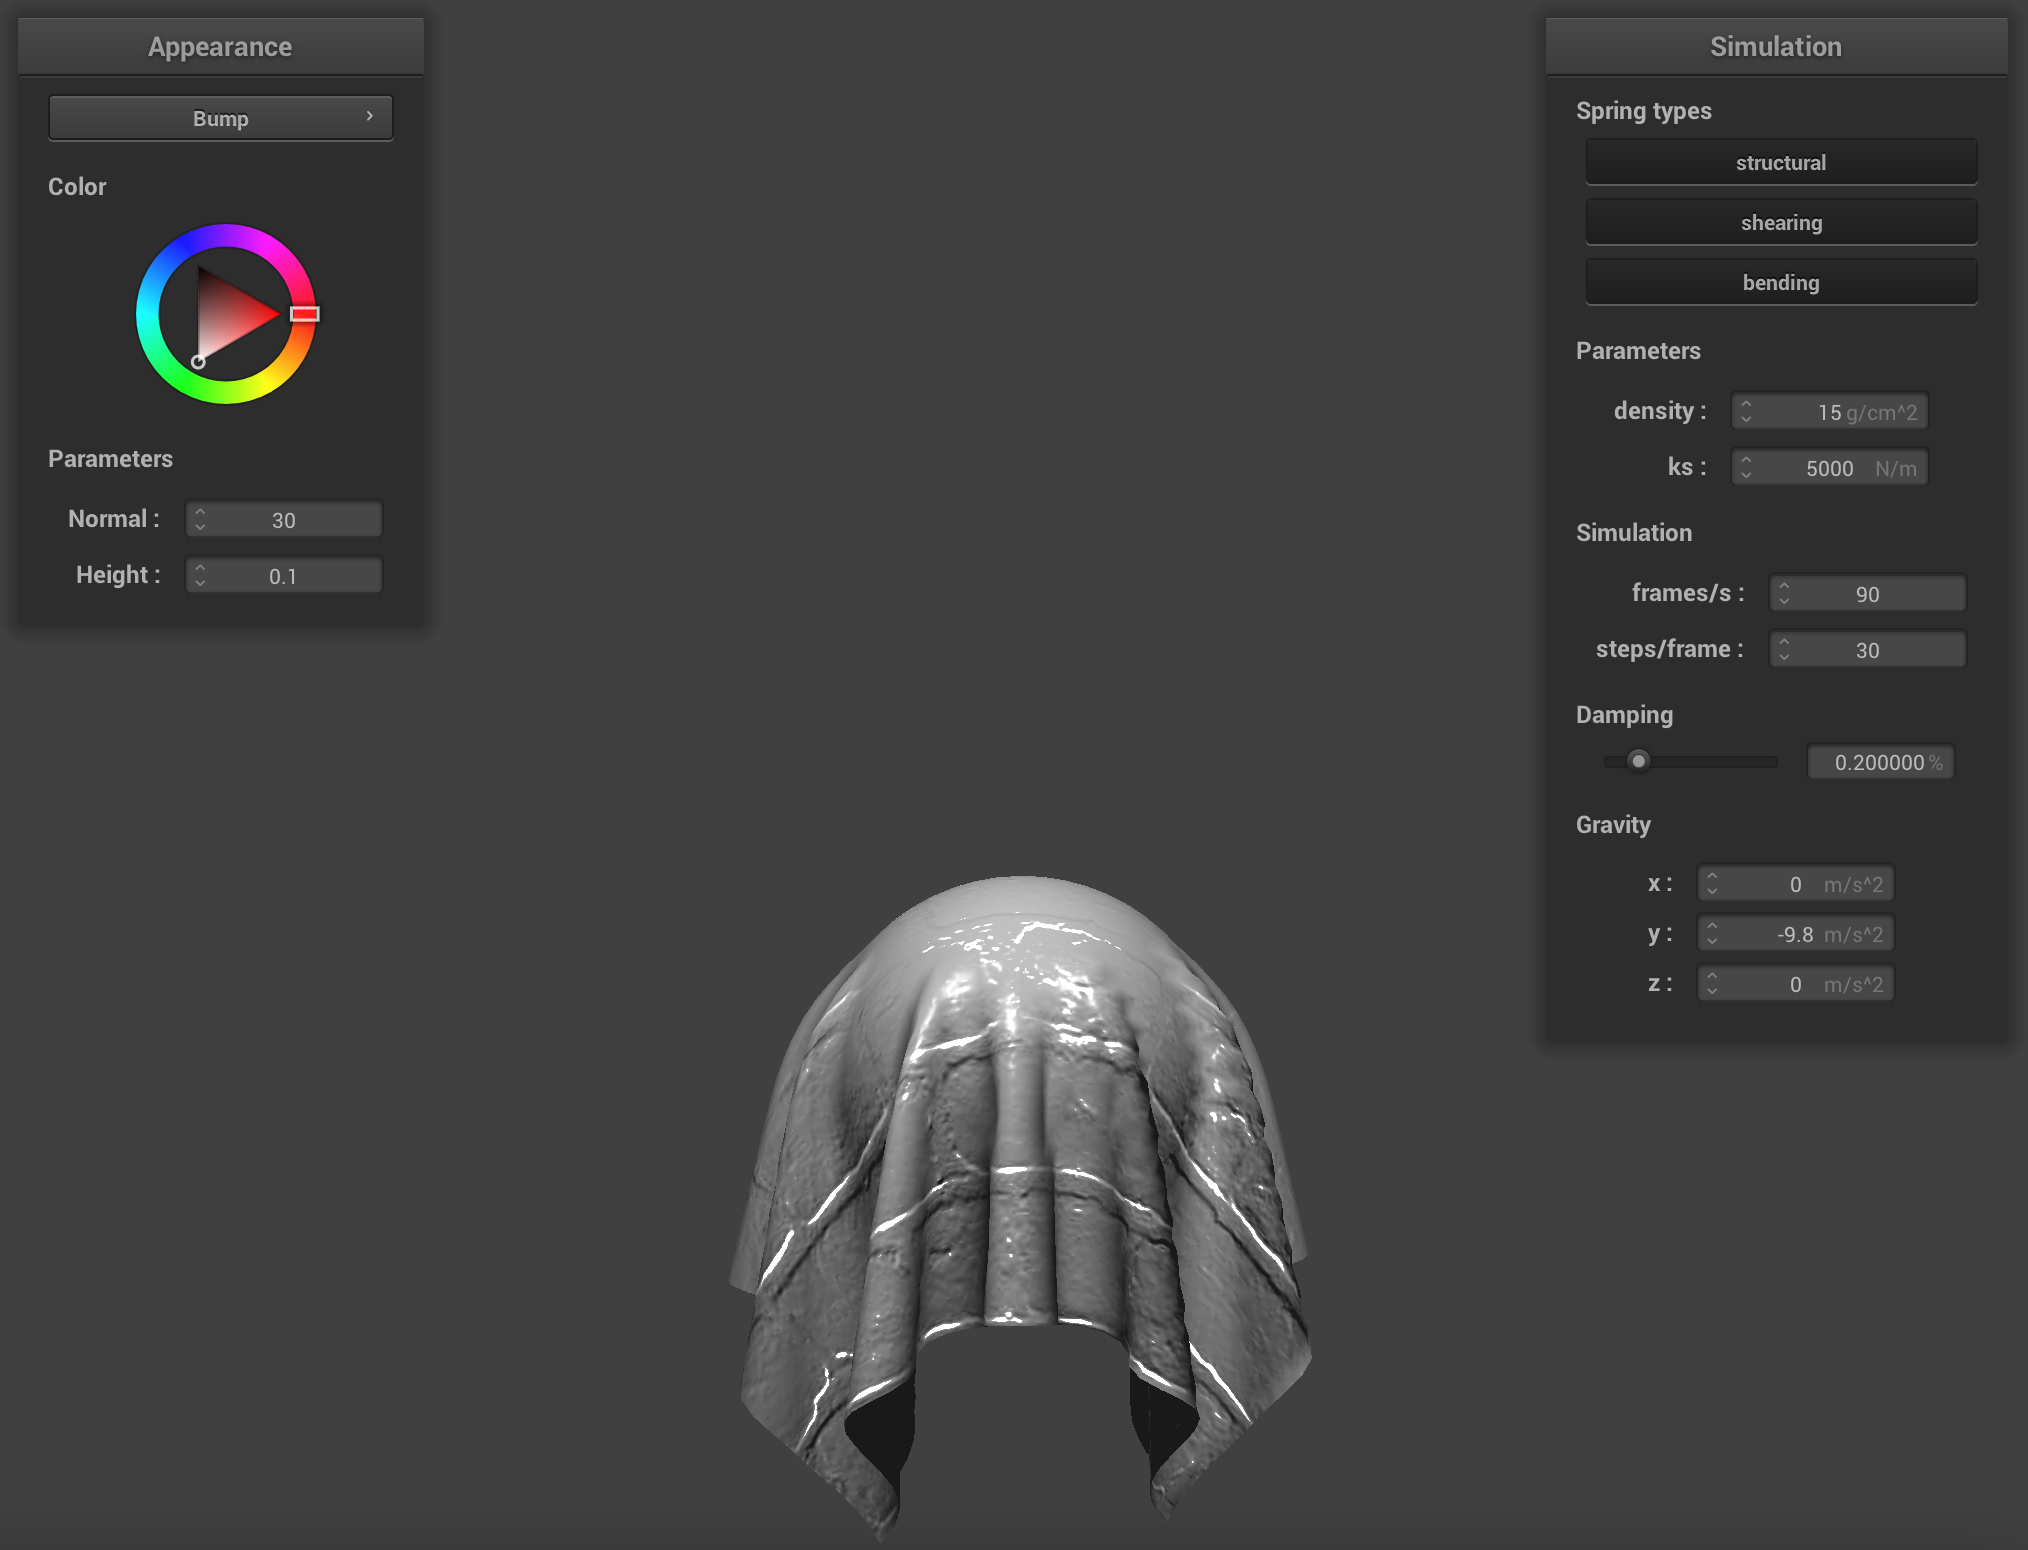 Appearance
Bump
Color
Parameters
Normal : 30
Height : 0.1
Simulation
Spring types
structural
shearing
bending
Parameters
density : 15 g/cm^2
ks : 5000 N/m
Simulation
frames/s : 90
steps/frame : 30
Damping
0.200000 %
Gravity
x : 0 m/s^2
y : -9.8 m/s^2
z : 0 m/s^2